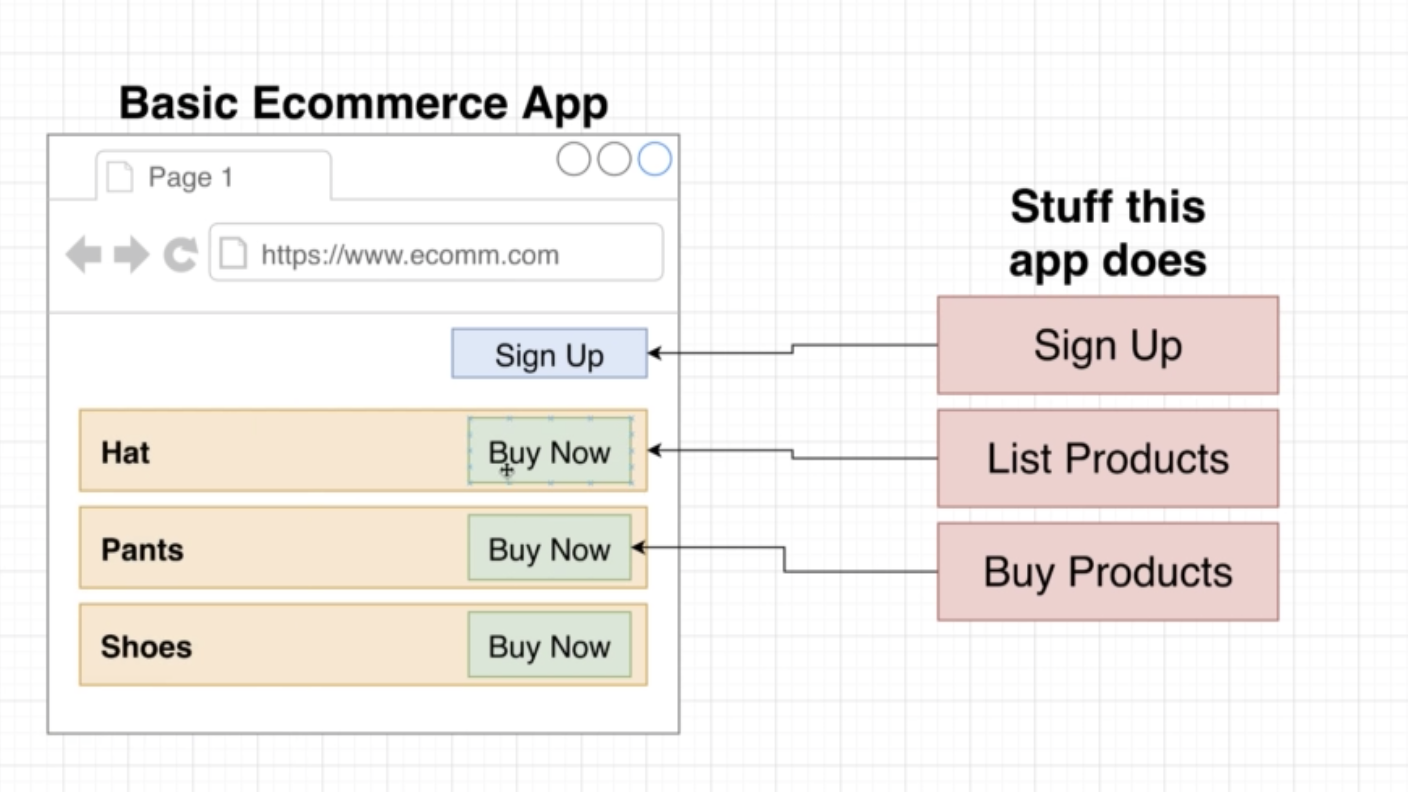 Basic Ecommerce App
Page 1
https://www.ecomm.com
Sign Up
Hat
Buy Now
Pants
Buy Now
Shoes
Buy Now
Stuff this
app does
Sign Up
List Products
Buy Products